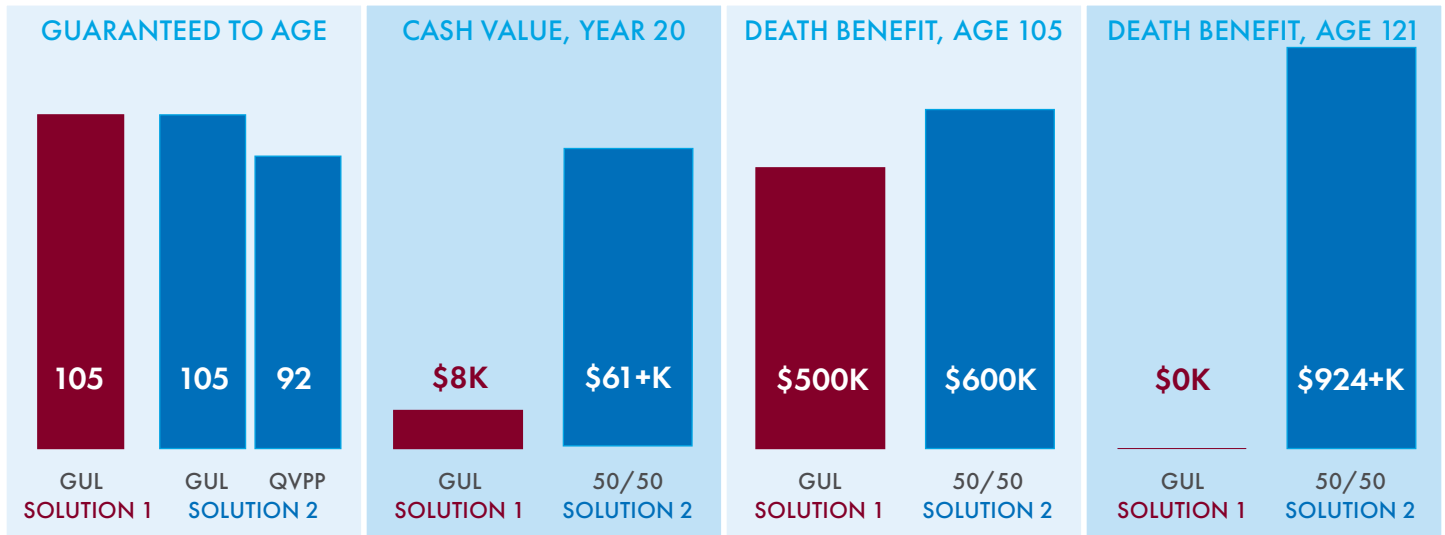 GUARANTEED TO AGE
105
105
92
GUL
GUL
QVPP
SOLUTION 1
SOLUTION 2
CASH VALUE, YEAR 20
$8K
$61+K
GUL
50/50
SOLUTION 1
SOLUTION 2
DEATH BENEFIT, AGE 105
$500K
$600K
GUL
50/50
SOLUTION 1
SOLUTION 2
DEATH BENEFIT, AGE 121
$0K
$924+K
GUL
50/50
SOLUTION 1
SOLUTION 2